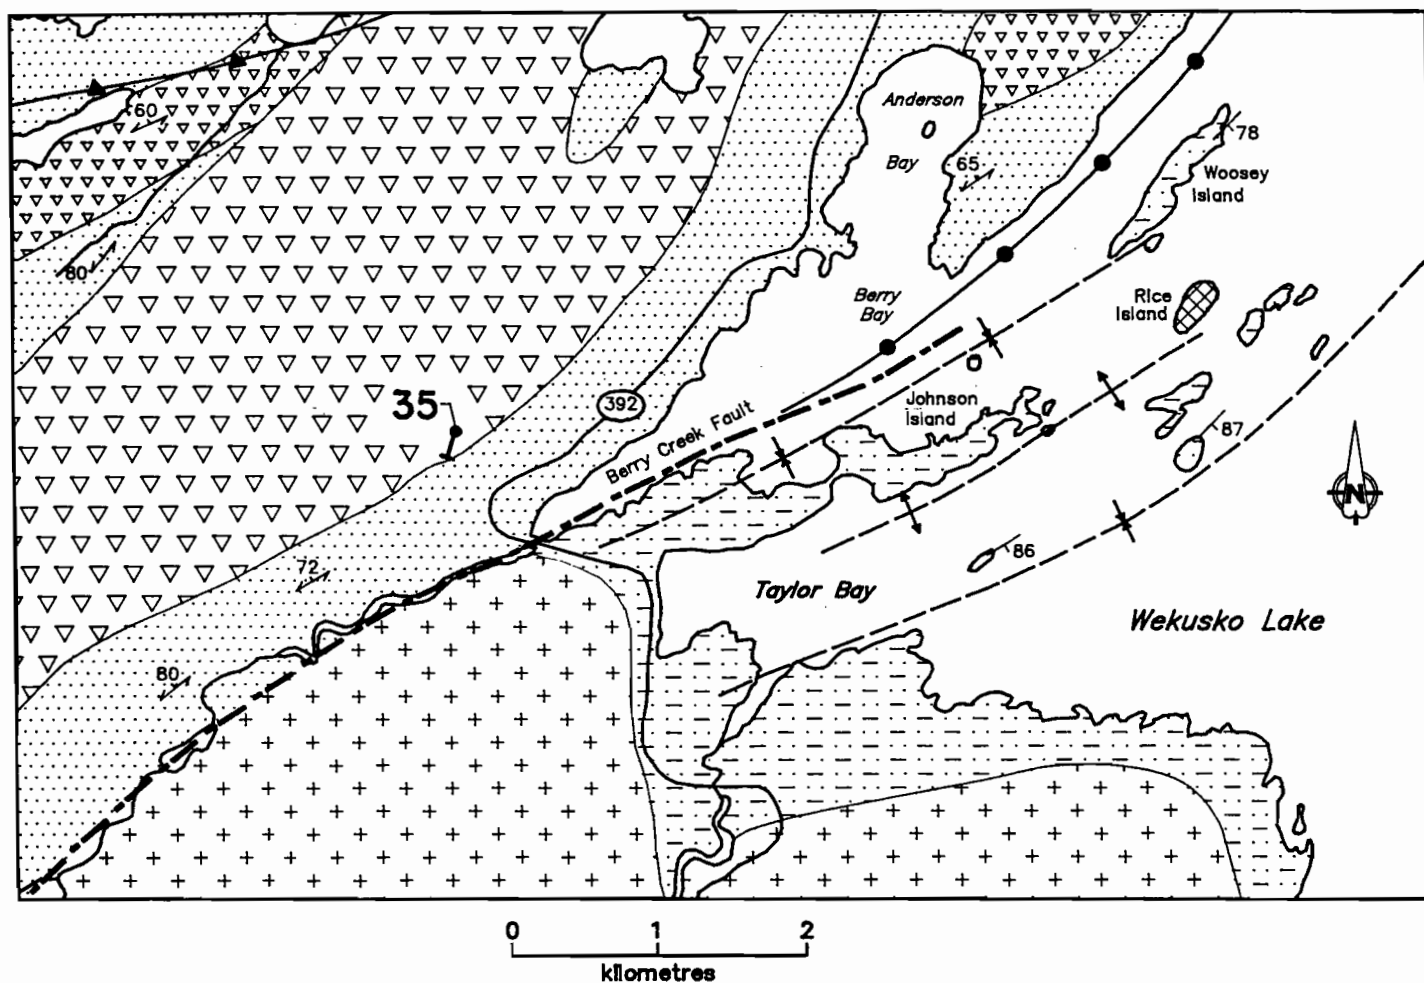 60
Anderson
Bay
78
65
Woosey
Island
80
Berry
Bay
Rice
Island
35
392
Johnson
Island
Berry Creek Fault
87
N
72
86
Taylor Bay
Wekusko Lake
80
0 1 2
kilometres